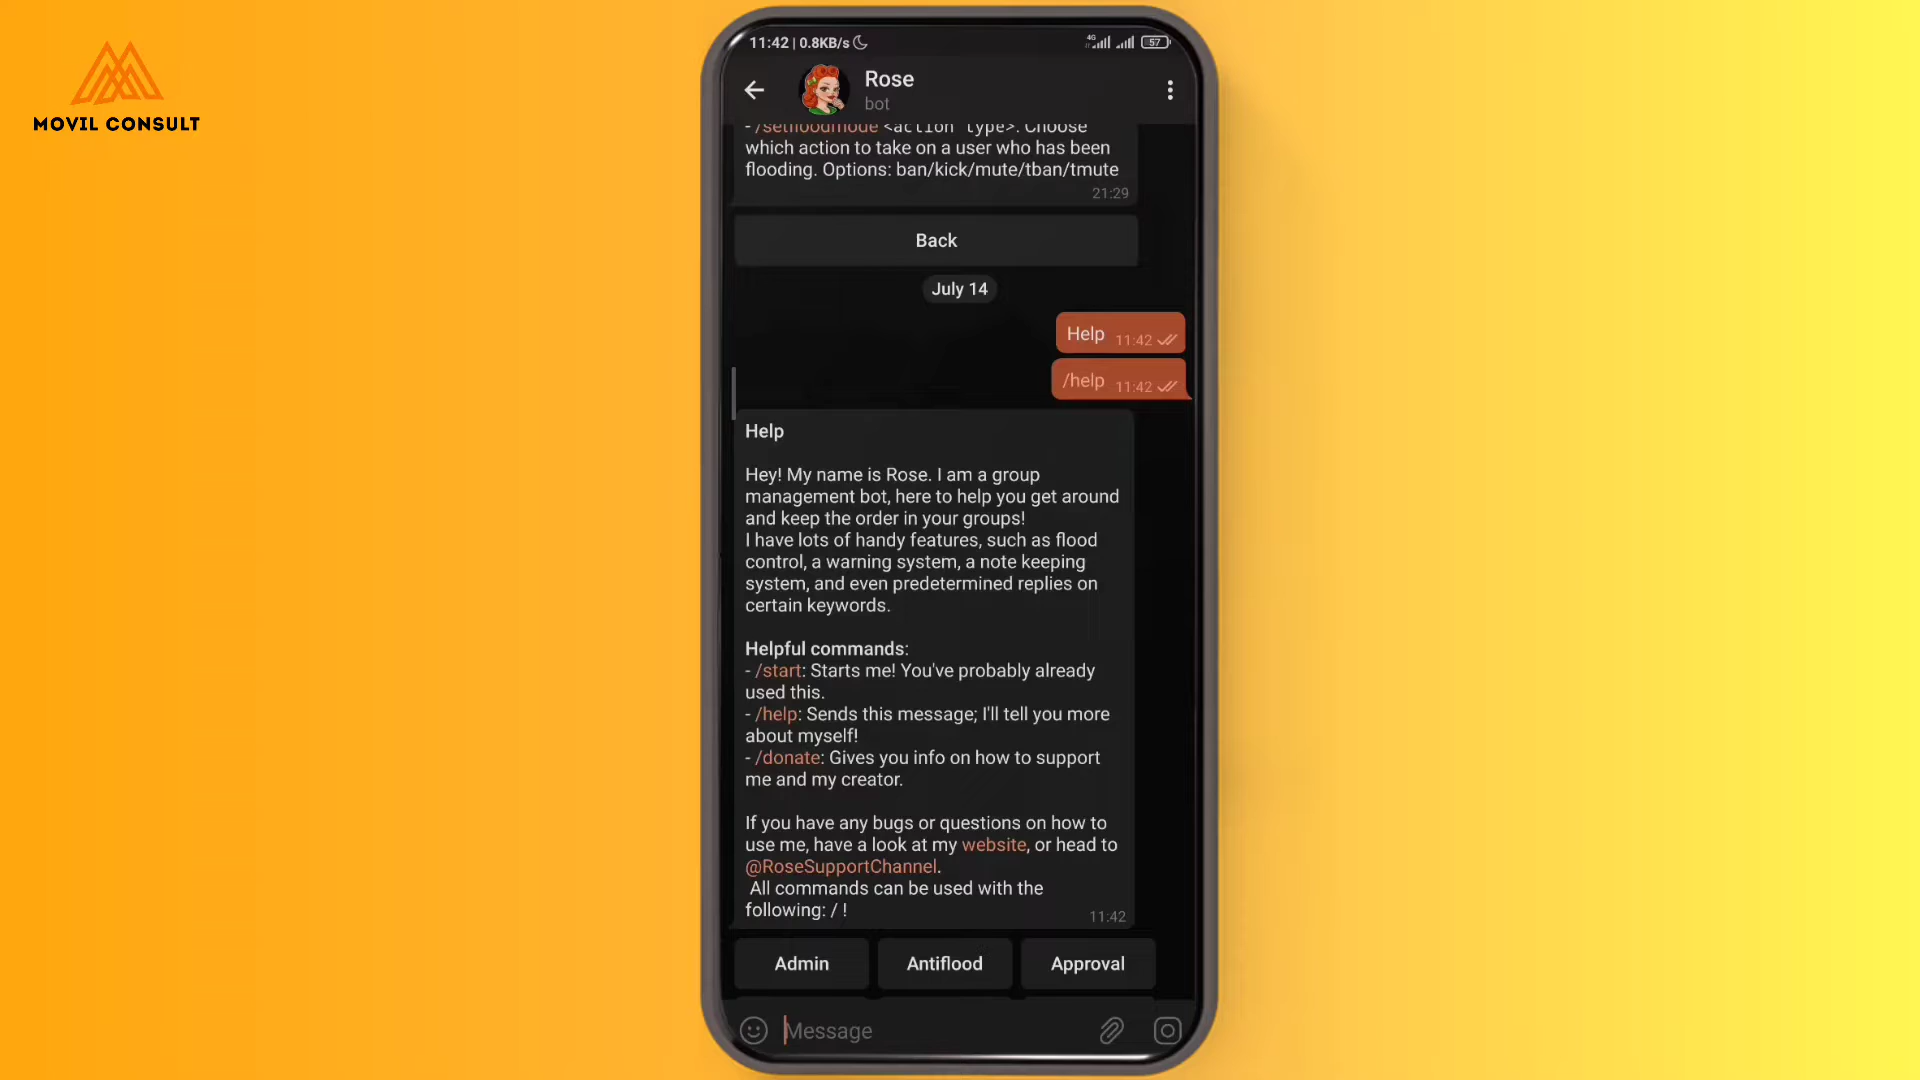 MOVIL CONSULT
11:42 | 0.8KB/s
4G
57
Rose
bot
- /setfloodmode <action type>: Choose
which action to take on a user who has been
flooding. Options: ban/kick/mute/tban/tmute
21:29
Back
July 14
Help 11:42
/help 11:42
Help
Hey! My name is Rose. I am a group
management bot, here to help you get around
and keep the order in your groups!
I have lots of handy features, such as flood
control, a warning system, a note keeping
system, and even predetermined replies on
certain keywords.
Helpful commands:
- /start: Starts me! You've probably already
used this.
- /help: Sends this message; I'll tell you more
about myself!
- /donate: Gives you info on how to support
me and my creator.
If you have any bugs or questions on how to
use me, have a look at my website, or head to
@RoseSupportChannel.
All commands can be used with the
following: / !
11:42
Admin Antiflood Approval
Message